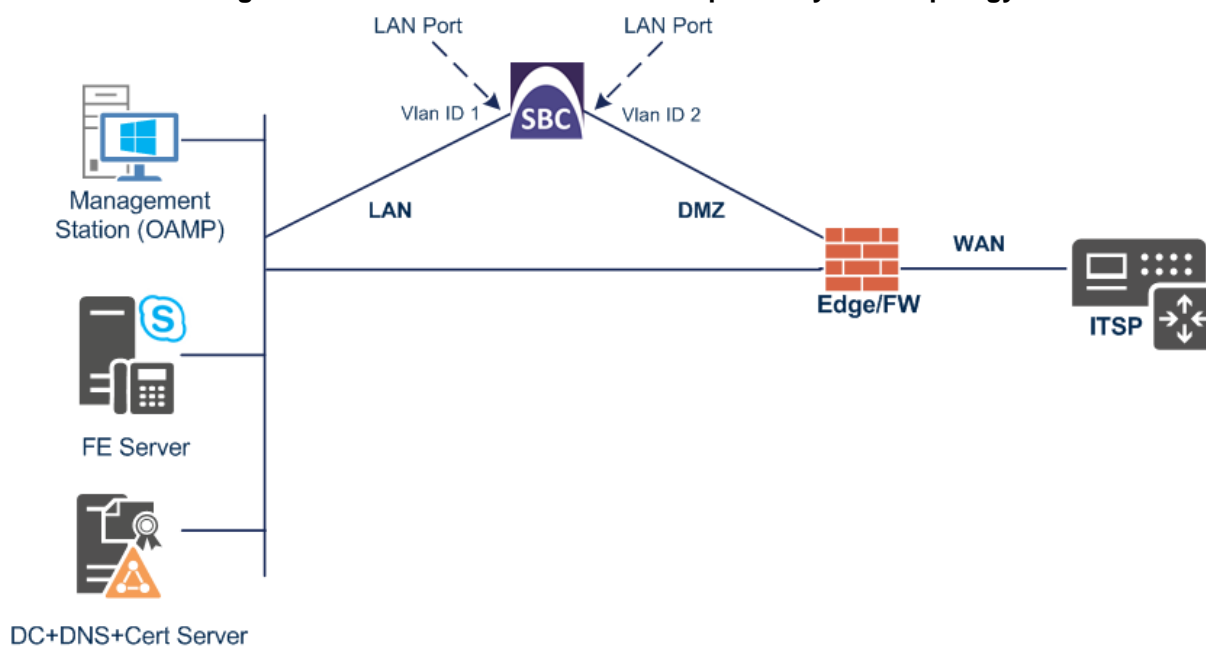 LAN Port
LAN Port
Vlan ID 1
SBC
Vlan ID 2
Management
Station (OAMP)
LAN
DMZ
WAN
Edge/FW
ITSP
S
FE Server
DC+DNS+Cert Server